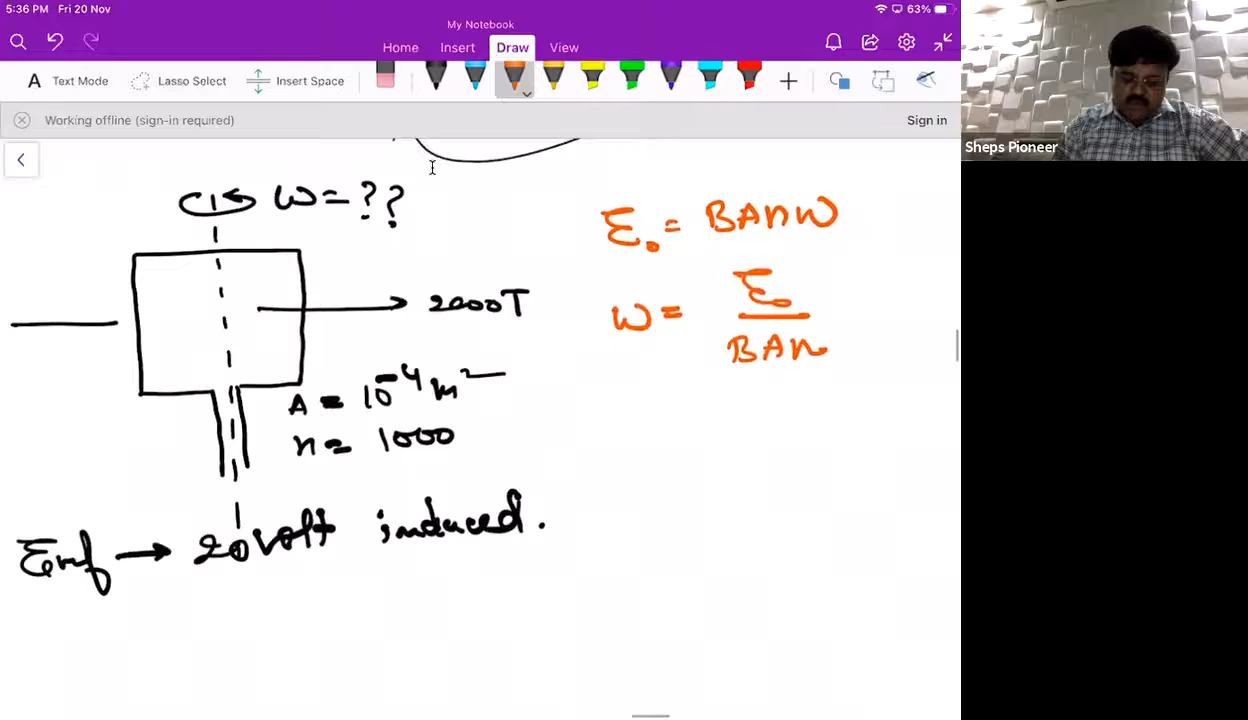 5:36 PM Fri 20 Nov
63%
My Notebook
Home Insert Draw View
A Text Mode Lasso Select Insert Space
Working offline (sign-in required) Sign in
Sheps Pioneer
ω = ??
2000T
A = 10⁻⁴ m²
n = 1000
Emf → 20 volt induced.
Ɛ₀ = BAnω
ω = Ɛ₀
BAn